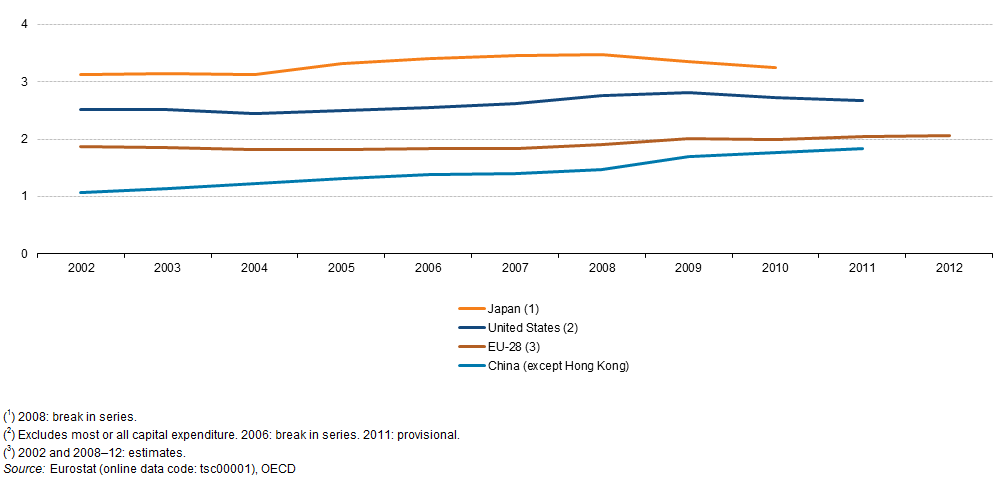 4
3
2
1
0
2002 2003 2004 2005 2006 2007 2008 2009 2010 2011 2012
Japan (1)
United States (2)
EU-28 (3)
China (except Hong Kong)
(¹) 2008: break in series.
(²) Excludes most or all capital expenditure. 2006: break in series. 2011: provisional.
(³) 2002 and 2008–12: estimates.
Source: Eurostat (online data code: tsc00001), OECD